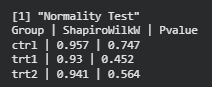 [1] "Normality Test"
Group | ShapiroWilkW | Pvalue
ctrl | 0.957 | 0.747
trt1 | 0.93 | 0.452
trt2 | 0.941 | 0.564